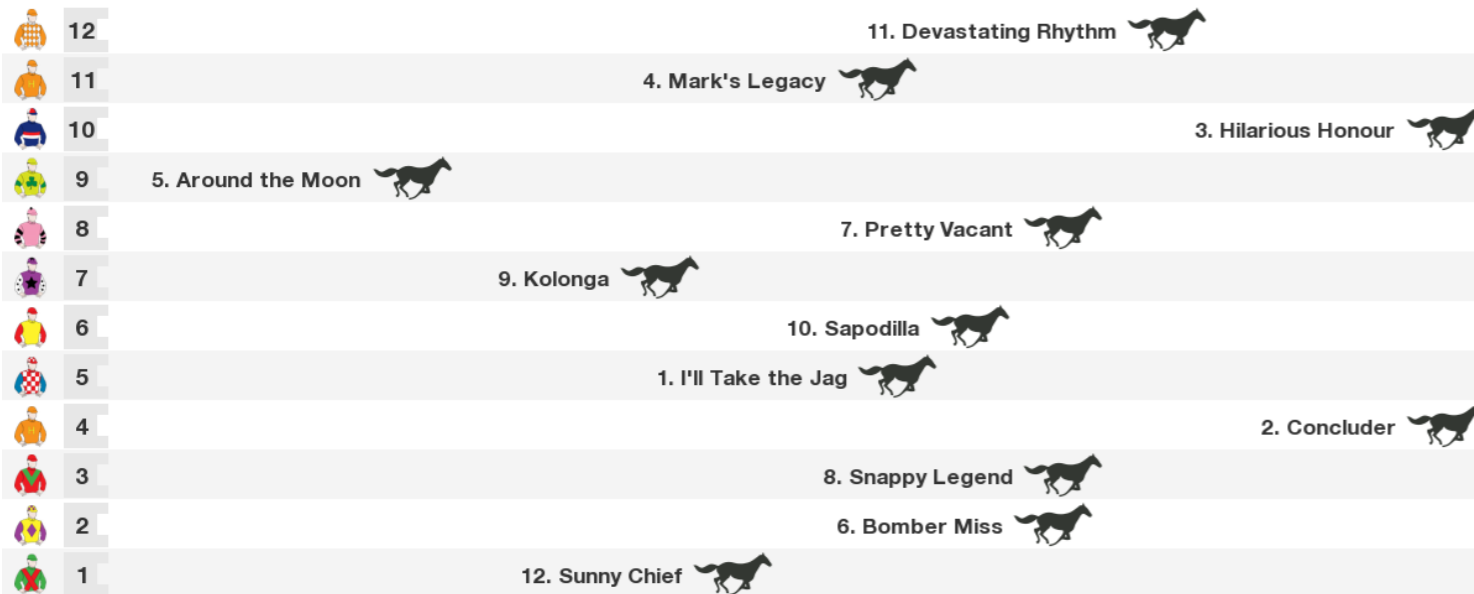 12 11. Devastating Rhythm
11 4. Mark's Legacy
10 3. Hilarious Honour
9 5. Around the Moon
8 7. Pretty Vacant
7 9. Kolonga
6 10. Sapodilla
5 1. I'll Take the Jag
4 2. Concluder
3 8. Snappy Legend
2 6. Bomber Miss
1 12. Sunny Chief